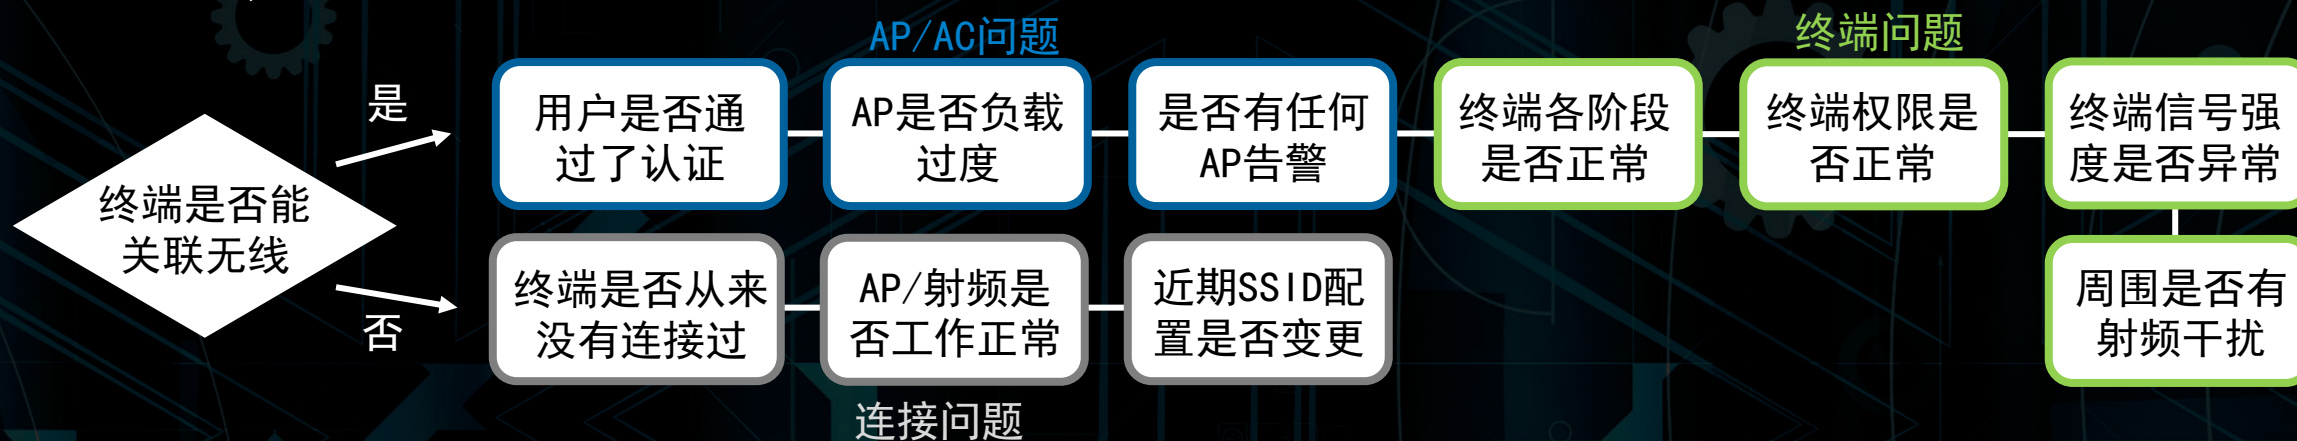 AP/AC问题
终端问题
终端是否能
关联无线
是
用户是否通
过了认证
AP是否负载
过度
是否有任何
AP告警
终端各阶段
是否正常
终端权限是
否正常
终端信号强
度是否异常
周围是否有
射频干扰
否
终端是否从来
没有连接过
AP/射频是
否工作正常
近期SSID配
置是否变更
连接问题